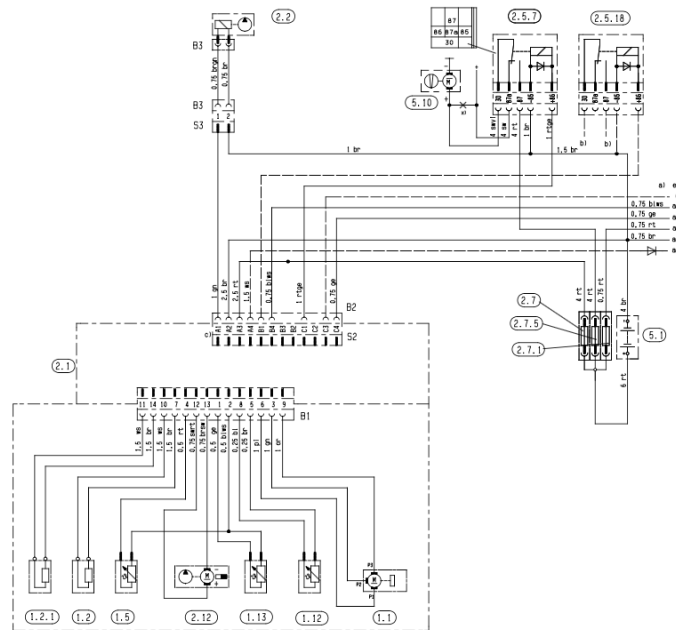 2.2
87
86 87a 85
30
2.5.7
2.5.18
B3
0.75 brgn
0.75 br
5.10
M
30
87a
87
+85
+86
30
87a
87
+85
+86
B3
1 2
S3
4 sw
4 rt
1 br
1 rtge
b)
b)
1 br
1,5 br
a)
0,75 blws
0,75 ge
0,75 rt
0,75 br
1 gn
2,5 br
2,5 rt
1,5 ws
0,75 blws
1 rtge
0,75 ge
B2
A1 A2 A3 A4 B1 B4 B3 B2 C1 C2 C3 C4
c)
S2
4 rt
4 rt
0,75 rt
4 br
2.7
2.7.5
2.7.1
5.1
6 rt
2.1
11 14 10 7 4 12 13 1 2 8 5 6 3 9
B1
1,5 ws
1,5 br
1,5 ws
1,5 br
0,5 rt
0,75 swrt
0,75 brsw
0,5 ge
0,5 blws
0,25 bl
0,25 br
1 gn
1 or
M
M
P2
1.2.1
1.2
1.5
2.12
1.13
1.12
1.1